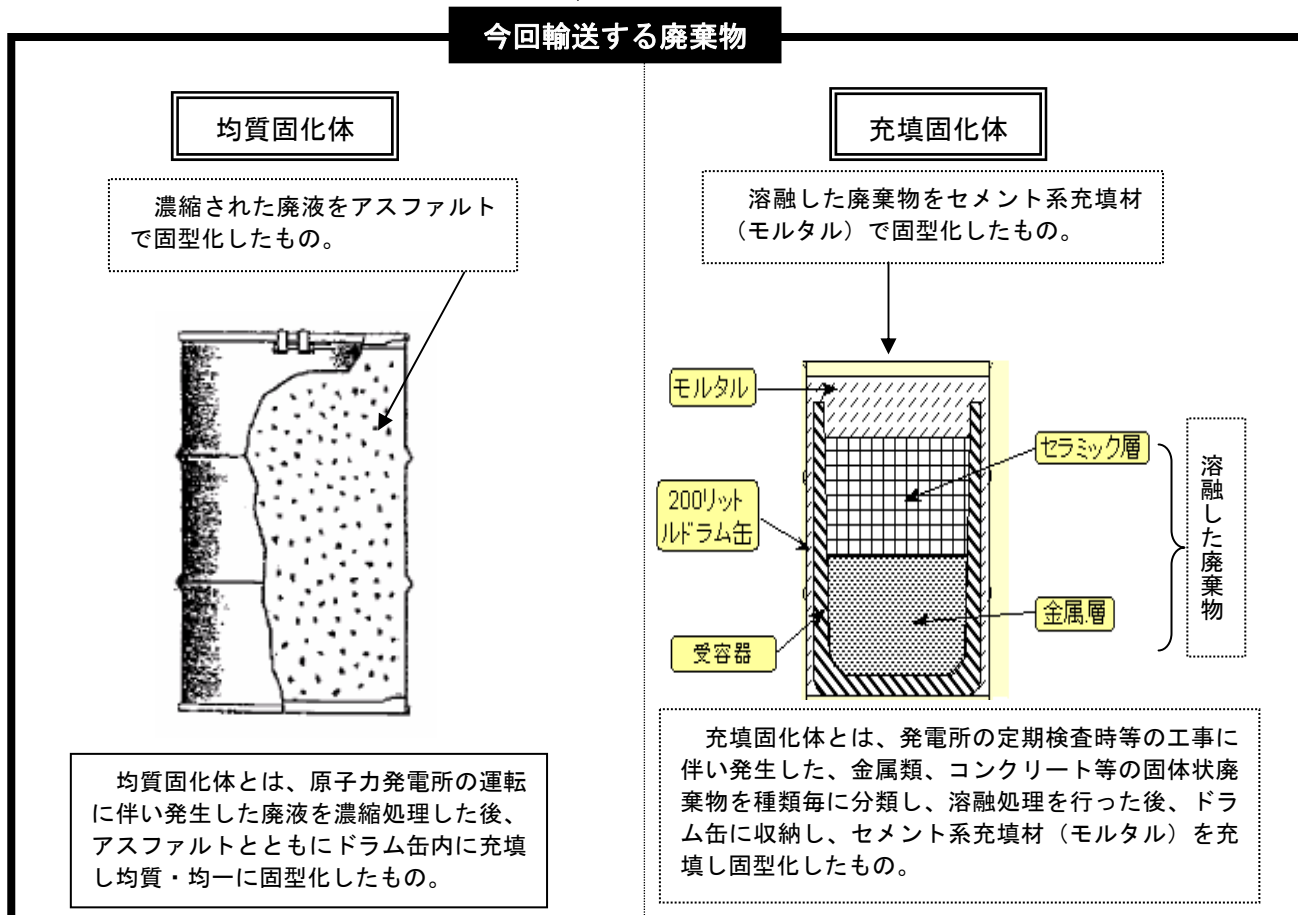 今回輸送する廃棄物
均質固化体
濃縮された廃液をアスファルト
で固型化したもの。
均質固化体とは、原子力発電所の運転
に伴い発生した廃液を濃縮処理した後、
アスファルトとともにドラム缶内に充填
し均質・均一に固型化したもの。
充填固化体
溶融した廃棄物をセメント系充填材
（モルタル）で固型化したもの。
モルタル
セラミック層
200リット
ルドラム缶
金属層
受容器
溶融した廃棄物
充填固化体とは、発電所の定期検査時等の工事に
伴い発生した、金属類、コンクリート等の固体状廃
棄物を種類毎に分類し、溶融処理を行った後、ドラ
ム缶に収納し、セメント系充填材（モルタル）を充
填し固型化したもの。